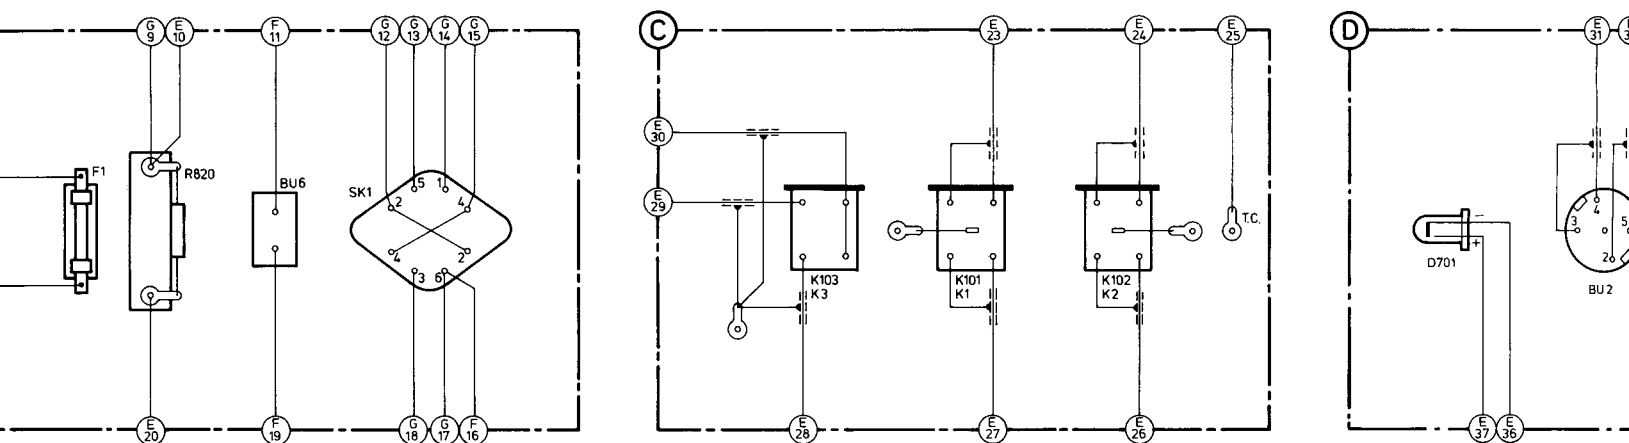 G 9
E 10
F 11
G 12
G 13
G 14
G 15
C
E 23
E 24
E 25
D
E 31
E 30
F1
R820
BU6
SK1
5 1
2 4
4 2
3 6
E 29
T.C.
K103
K3
K101
K1
K102
K2
−
+
D701
4
3
5
2
BU2
E 20
F 19
G 18
G 17
F 16
E 28
E 27
E 26
E 37
E 36